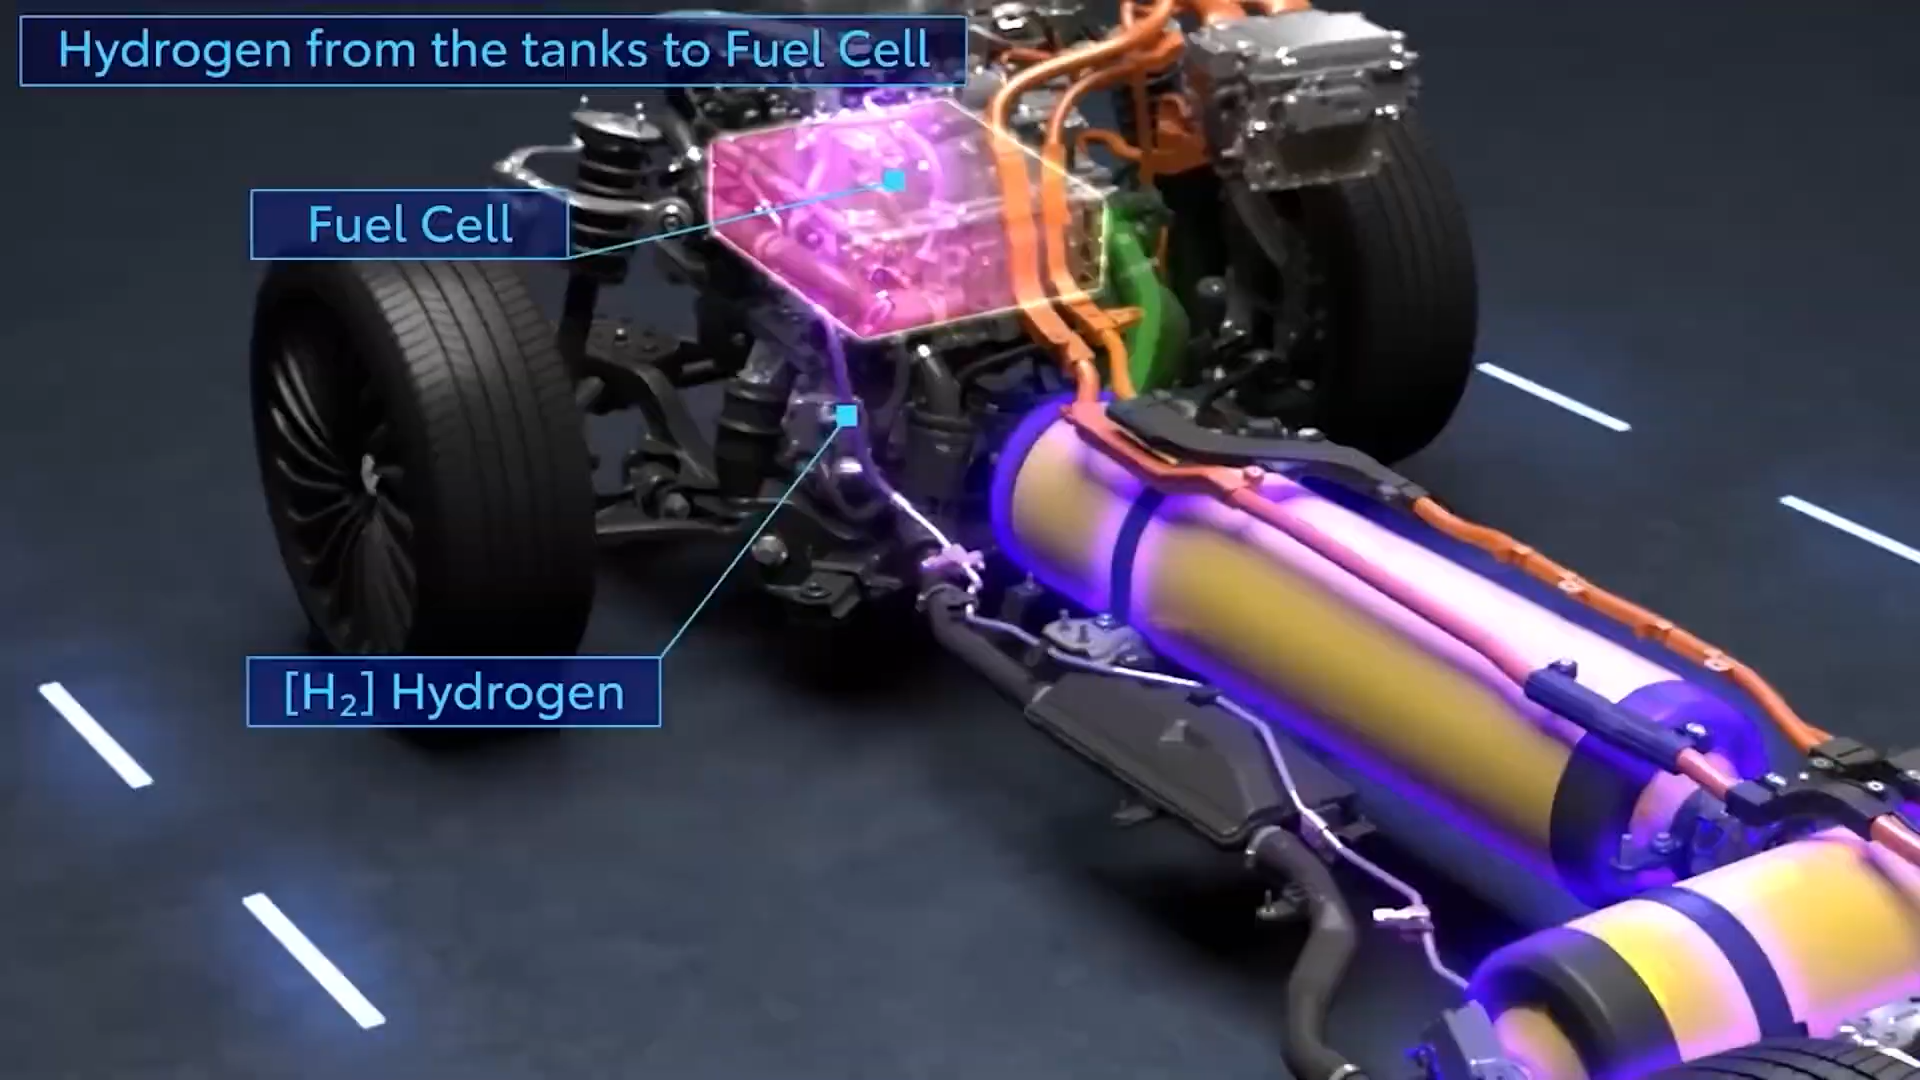 Hydrogen from the tanks to Fuel Cell
Fuel Cell
[H₂] Hydrogen